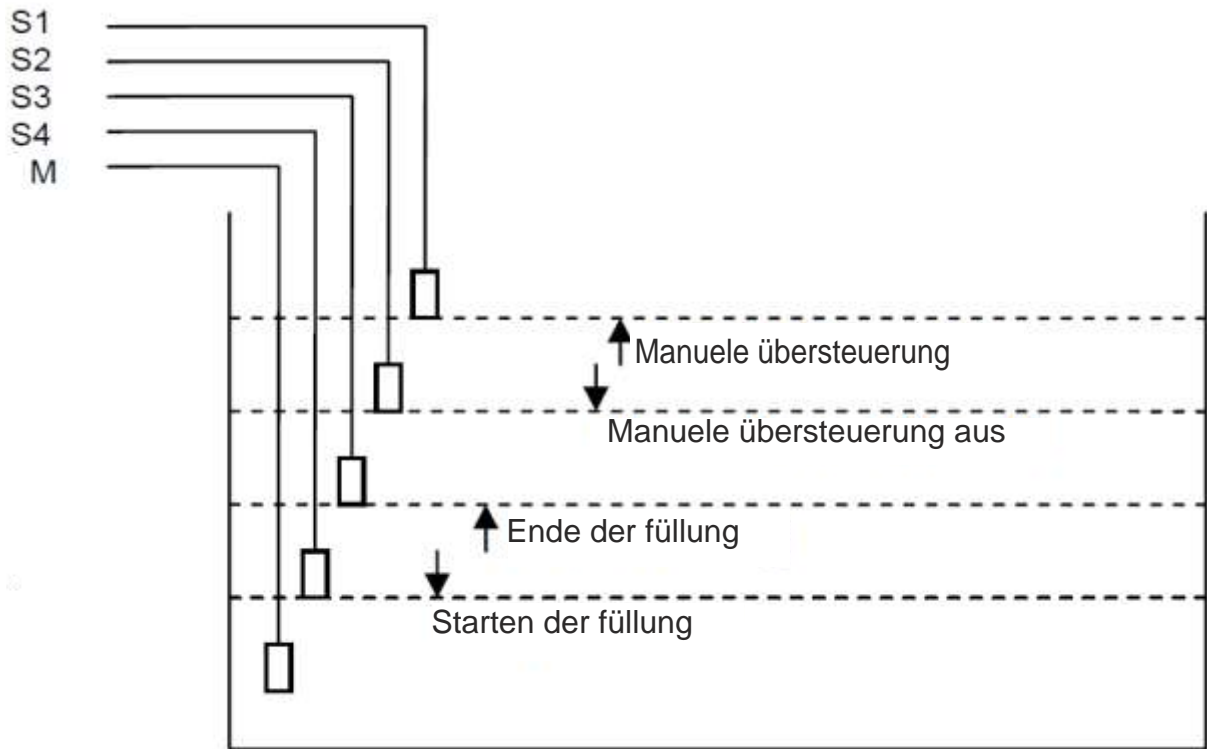 S1
S2
S3
S4
M
Manuele übersteuerung
Manuele übersteuerung aus
Ende der füllung
Starten der füllung